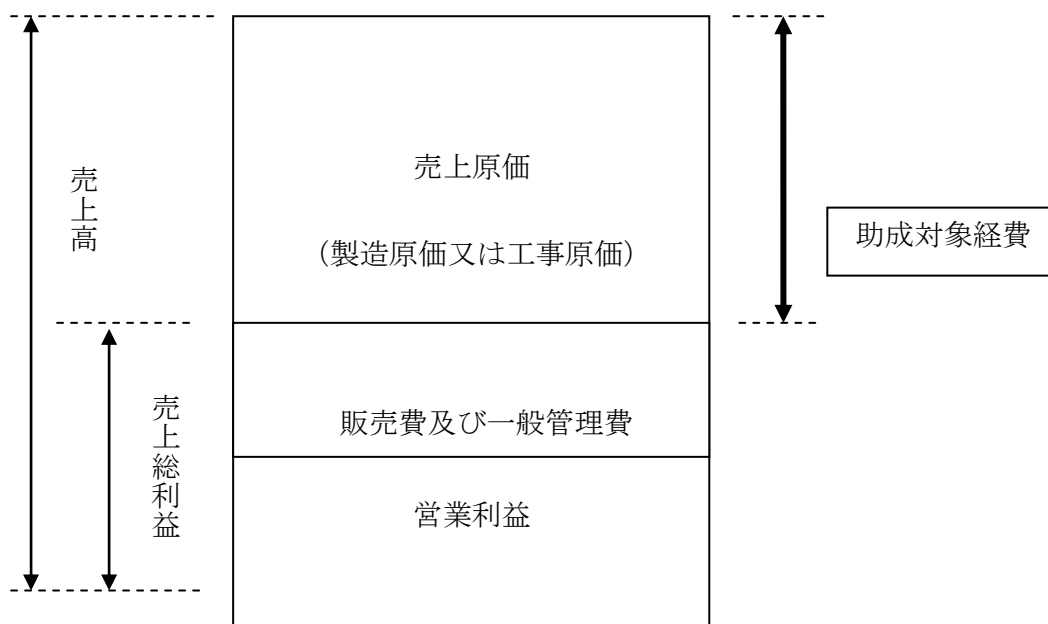 売上原価
売上高
助成対象経費
（製造原価又は工事原価）
売上総利益
販売費及び一般管理費
営業利益